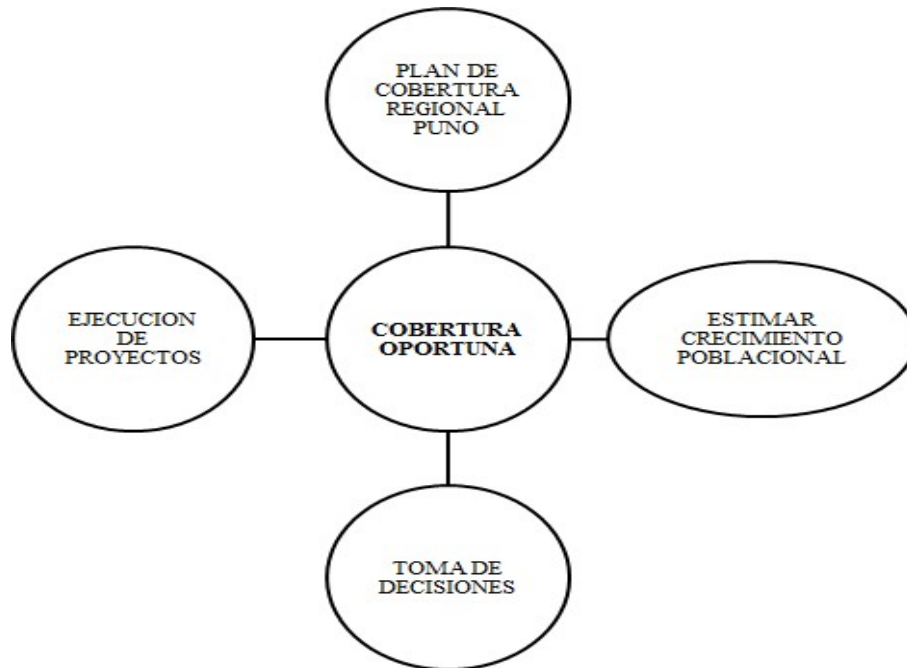 PLAN DE
COBERTURA
REGIONAL
PUNO
EJECUCION
DE
PROYECTOS
COBERTURA
OPORTUNA
ESTIMAR
CRECIMIENTO
POBLACIONAL
TOMA DE
DECISIONES